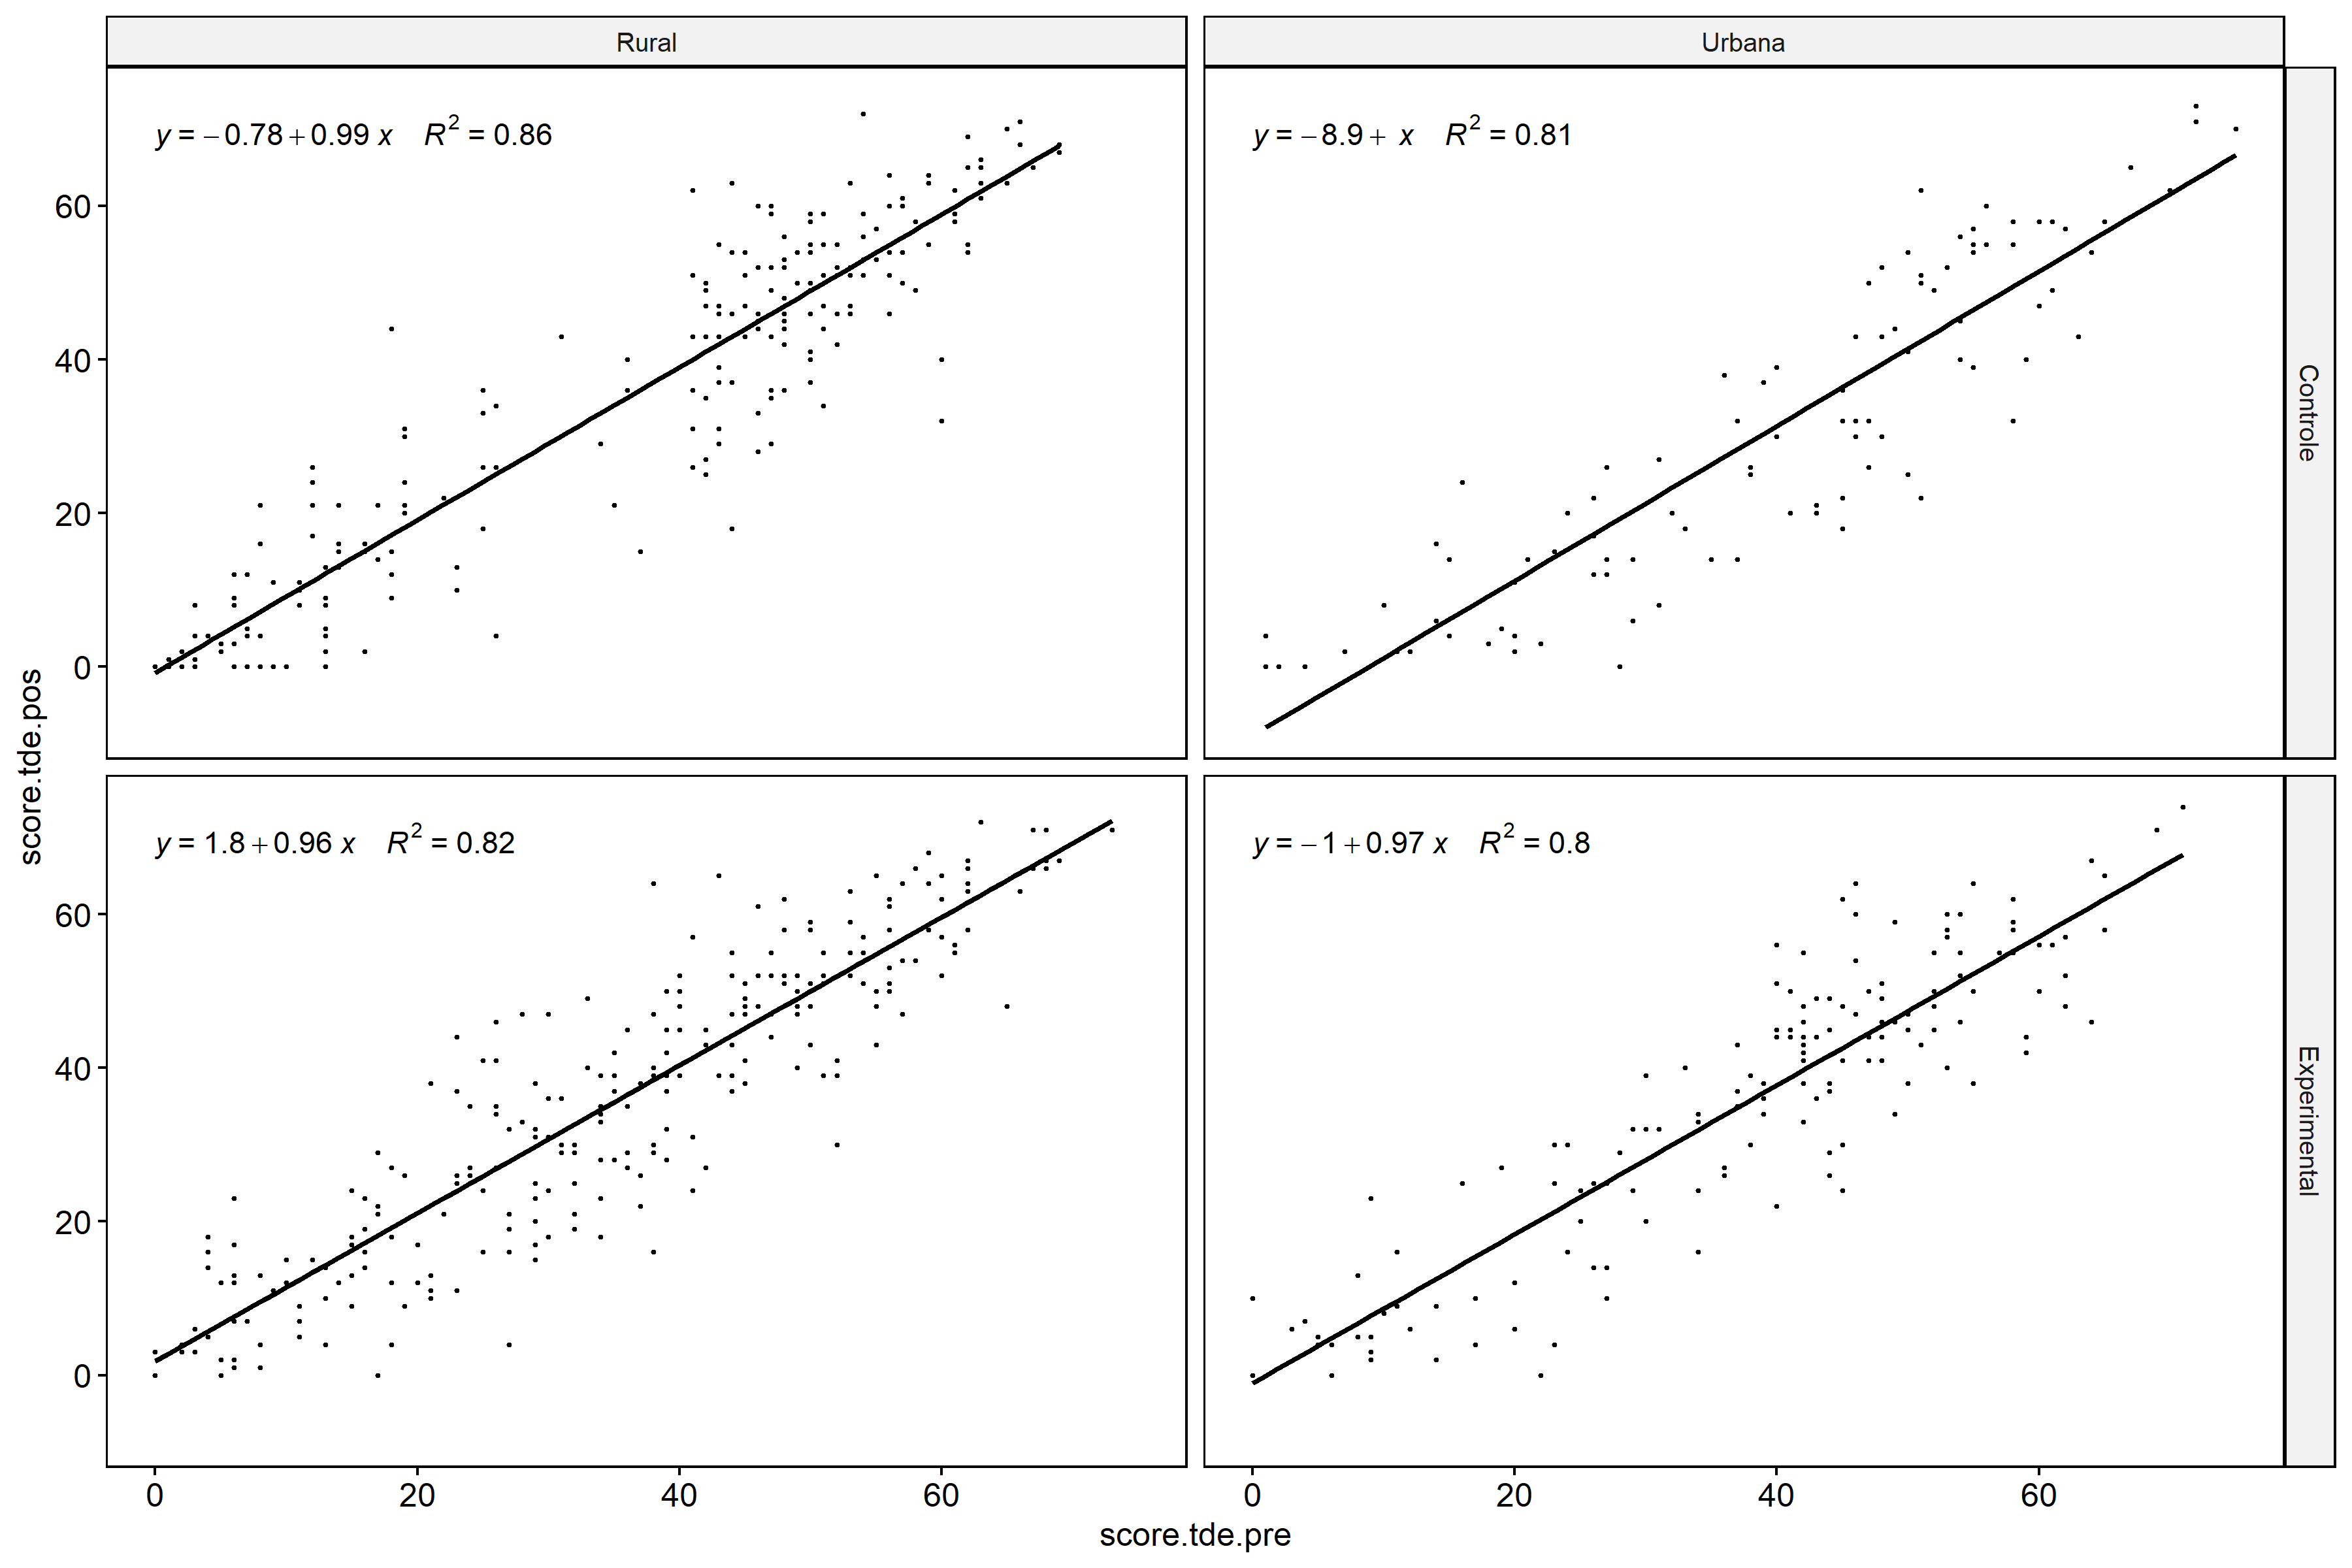 Rural
Urbana
y = −0.78 + 0.99 x R² = 0.86
y = −8.9 + x R² = 0.81
60
40
20
0
Controle
score.tde.pos
y = 1.8 + 0.96 x R² = 0.82
y = −1 + 0.97 x R² = 0.8
60
40
20
0
Experimental
0 20 40 60
0 20 40 60
score.tde.pre